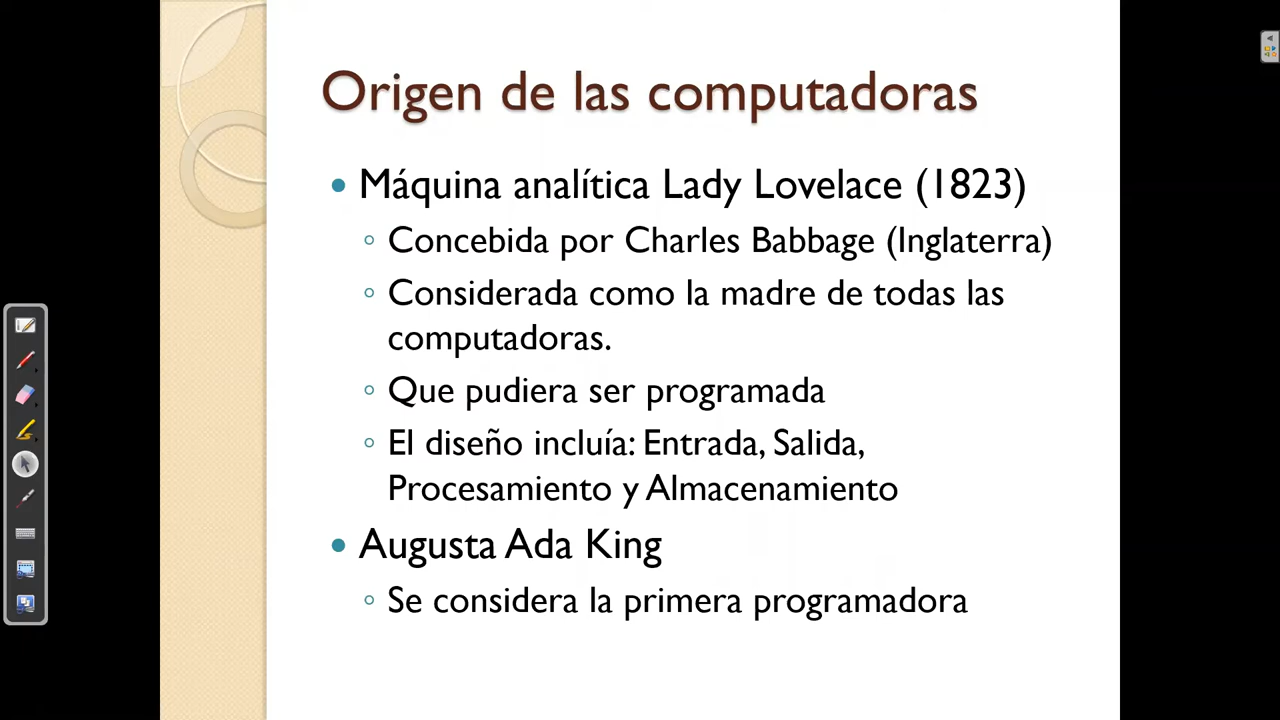 Origen de las computadoras
Máquina analítica Lady Lovelace (1823)
Concebida por Charles Babbage (Inglaterra)
Considerada como la madre de todas las
computadoras.
Que pudiera ser programada
El diseño incluía: Entrada, Salida,
Procesamiento y Almacenamiento
Augusta Ada King
Se considera la primera programadora